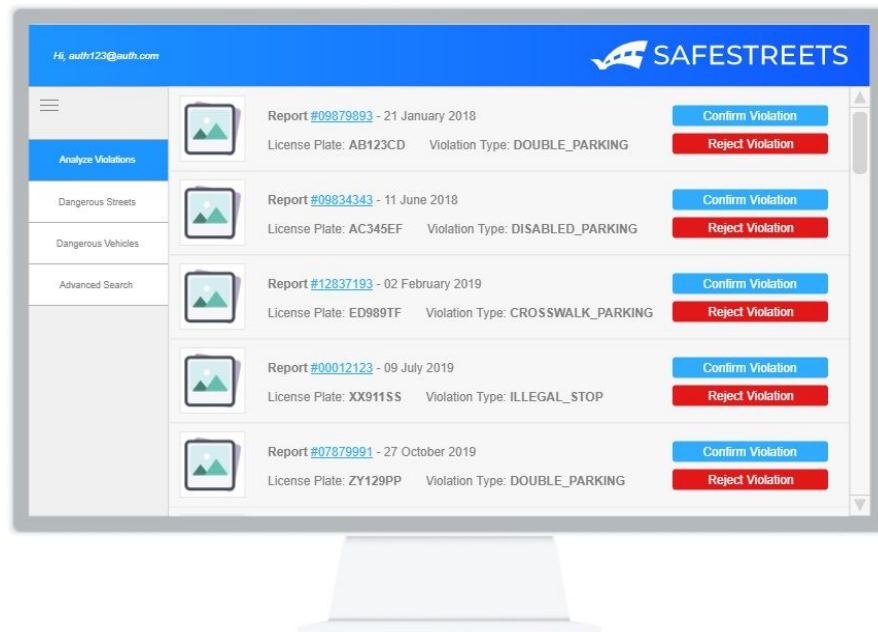 Hi, auth123@auth.com
SAFESTREETS
Analyze Violations
Dangerous Streets
Dangerous Vehicles
Advanced Search
Report #09879893 - 21 January 2018
License Plate: AB123CD Violation Type: DOUBLE_PARKING
Confirm Violation
Reject Violation
Report #09834343 - 11 June 2018
License Plate: AC345EF Violation Type: DISABLED_PARKING
Confirm Violation
Reject Violation
Report #12837193 - 02 February 2019
License Plate: ED989TF Violation Type: CROSSWALK_PARKING
Confirm Violation
Reject Violation
Report #00012123 - 09 July 2019
License Plate: XX911SS Violation Type: ILLEGAL_STOP
Confirm Violation
Reject Violation
Report #07879991 - 27 October 2019
License Plate: ZY129PP Violation Type: DOUBLE_PARKING
Confirm Violation
Reject Violation